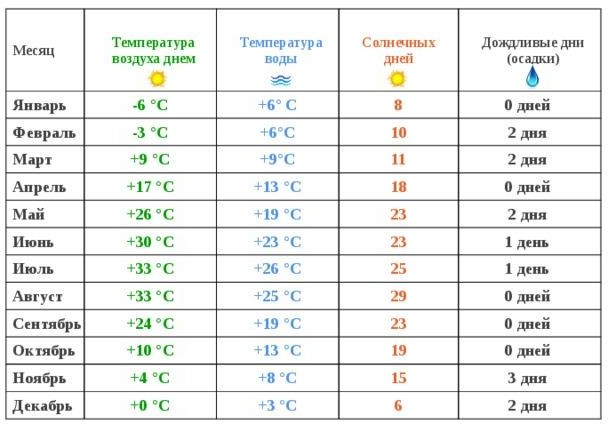 Месяц Температура воздуха днем Температура воды Солнечных дней Дождливые дни (осадки)
Январь -6 °C +6° C 8 0 дней
Февраль -3 °C +6°C 10 2 дня
Март +9 °C +9°C 11 2 дня
Апрель +17 °C +13 °C 18 0 дней
Май +26 °C +19 °C 23 2 дня
Июнь +30 °C +23 °C 23 1 день
Июль +33 °C +26 °C 25 1 день
Август +33 °C +25 °C 29 0 дней
Сентябрь +24 °C +19 °C 23 0 дней
Октябрь +10 °C +13 °C 19 0 дней
Ноябрь +4 °C +8 °C 15 3 дня
Декабрь +0 °C +3 °C 6 2 дня